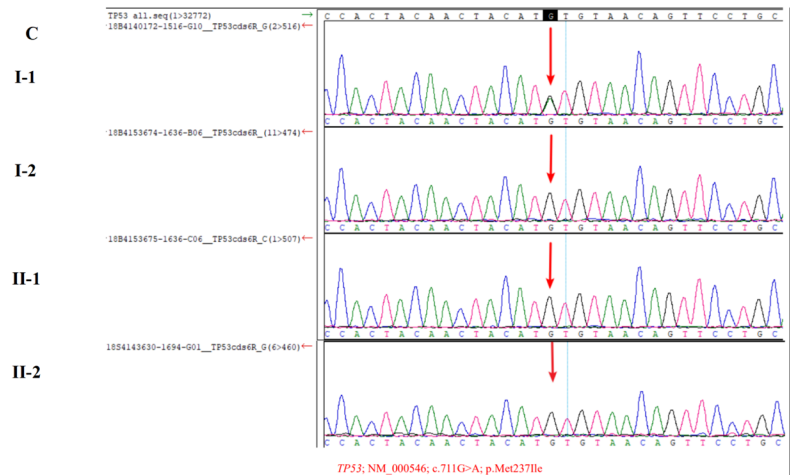 TP53 all.seq(1>32772) → C C A C T A C A A C T A C A T G T G T A A C A G T T C C T G C
C
18B4140172-1516-G10__TP53cds6R_G(2>516) ←
I-1
C C A C T A C A A C T A C A T G T G T A A C A G T T C C T G C
18B4153674-1636-B06__TP53cds6R_(11>474) ←
I-2
C C A C T A C A A C T A C A T G T G T A A C A G T T C C T G C
18B4153675-1636-C06__TP53cds6R_C(1>507) ←
II-1
C C A C T A C A A C T A C A T G T G T A A C A G T T C C T G C
18S4143630-1694-G01__TP53cds6R_G(6>460) ←
II-2
C C A C T A C A A C T A C A T G T G T A A C A G T T C C T G C
TP53; NM_000546; c.711G>A; p.Met237Ile